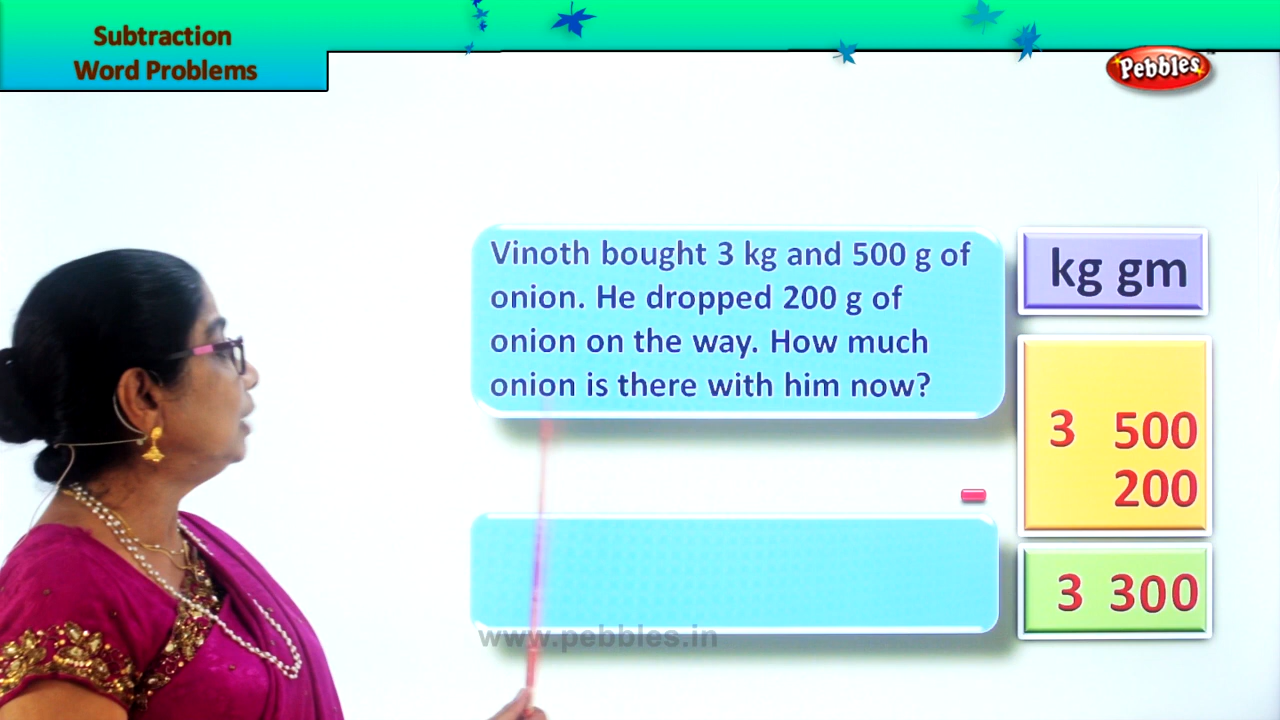 Subtraction
Word Problems
Pebbles
Vinoth bought 3 kg and 500 g of
onion. He dropped 200 g of
onion on the way. How much
onion is there with him now?
kg gm
3 500
200
-
3 300
www.pebbles.in